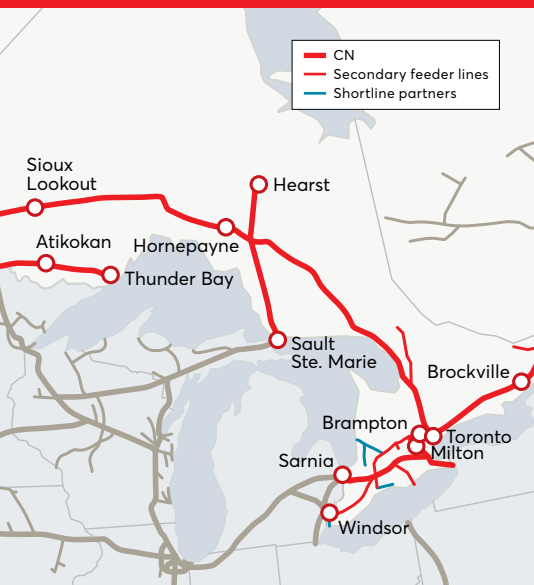 CN
Secondary feeder lines
Shortline partners
Sioux
Lookout
Hearst
Atikokan
Hornepayne
Thunder Bay
Sault
Ste. Marie
Brockville
Brampton
Toronto
Milton
Sarnia
Windsor